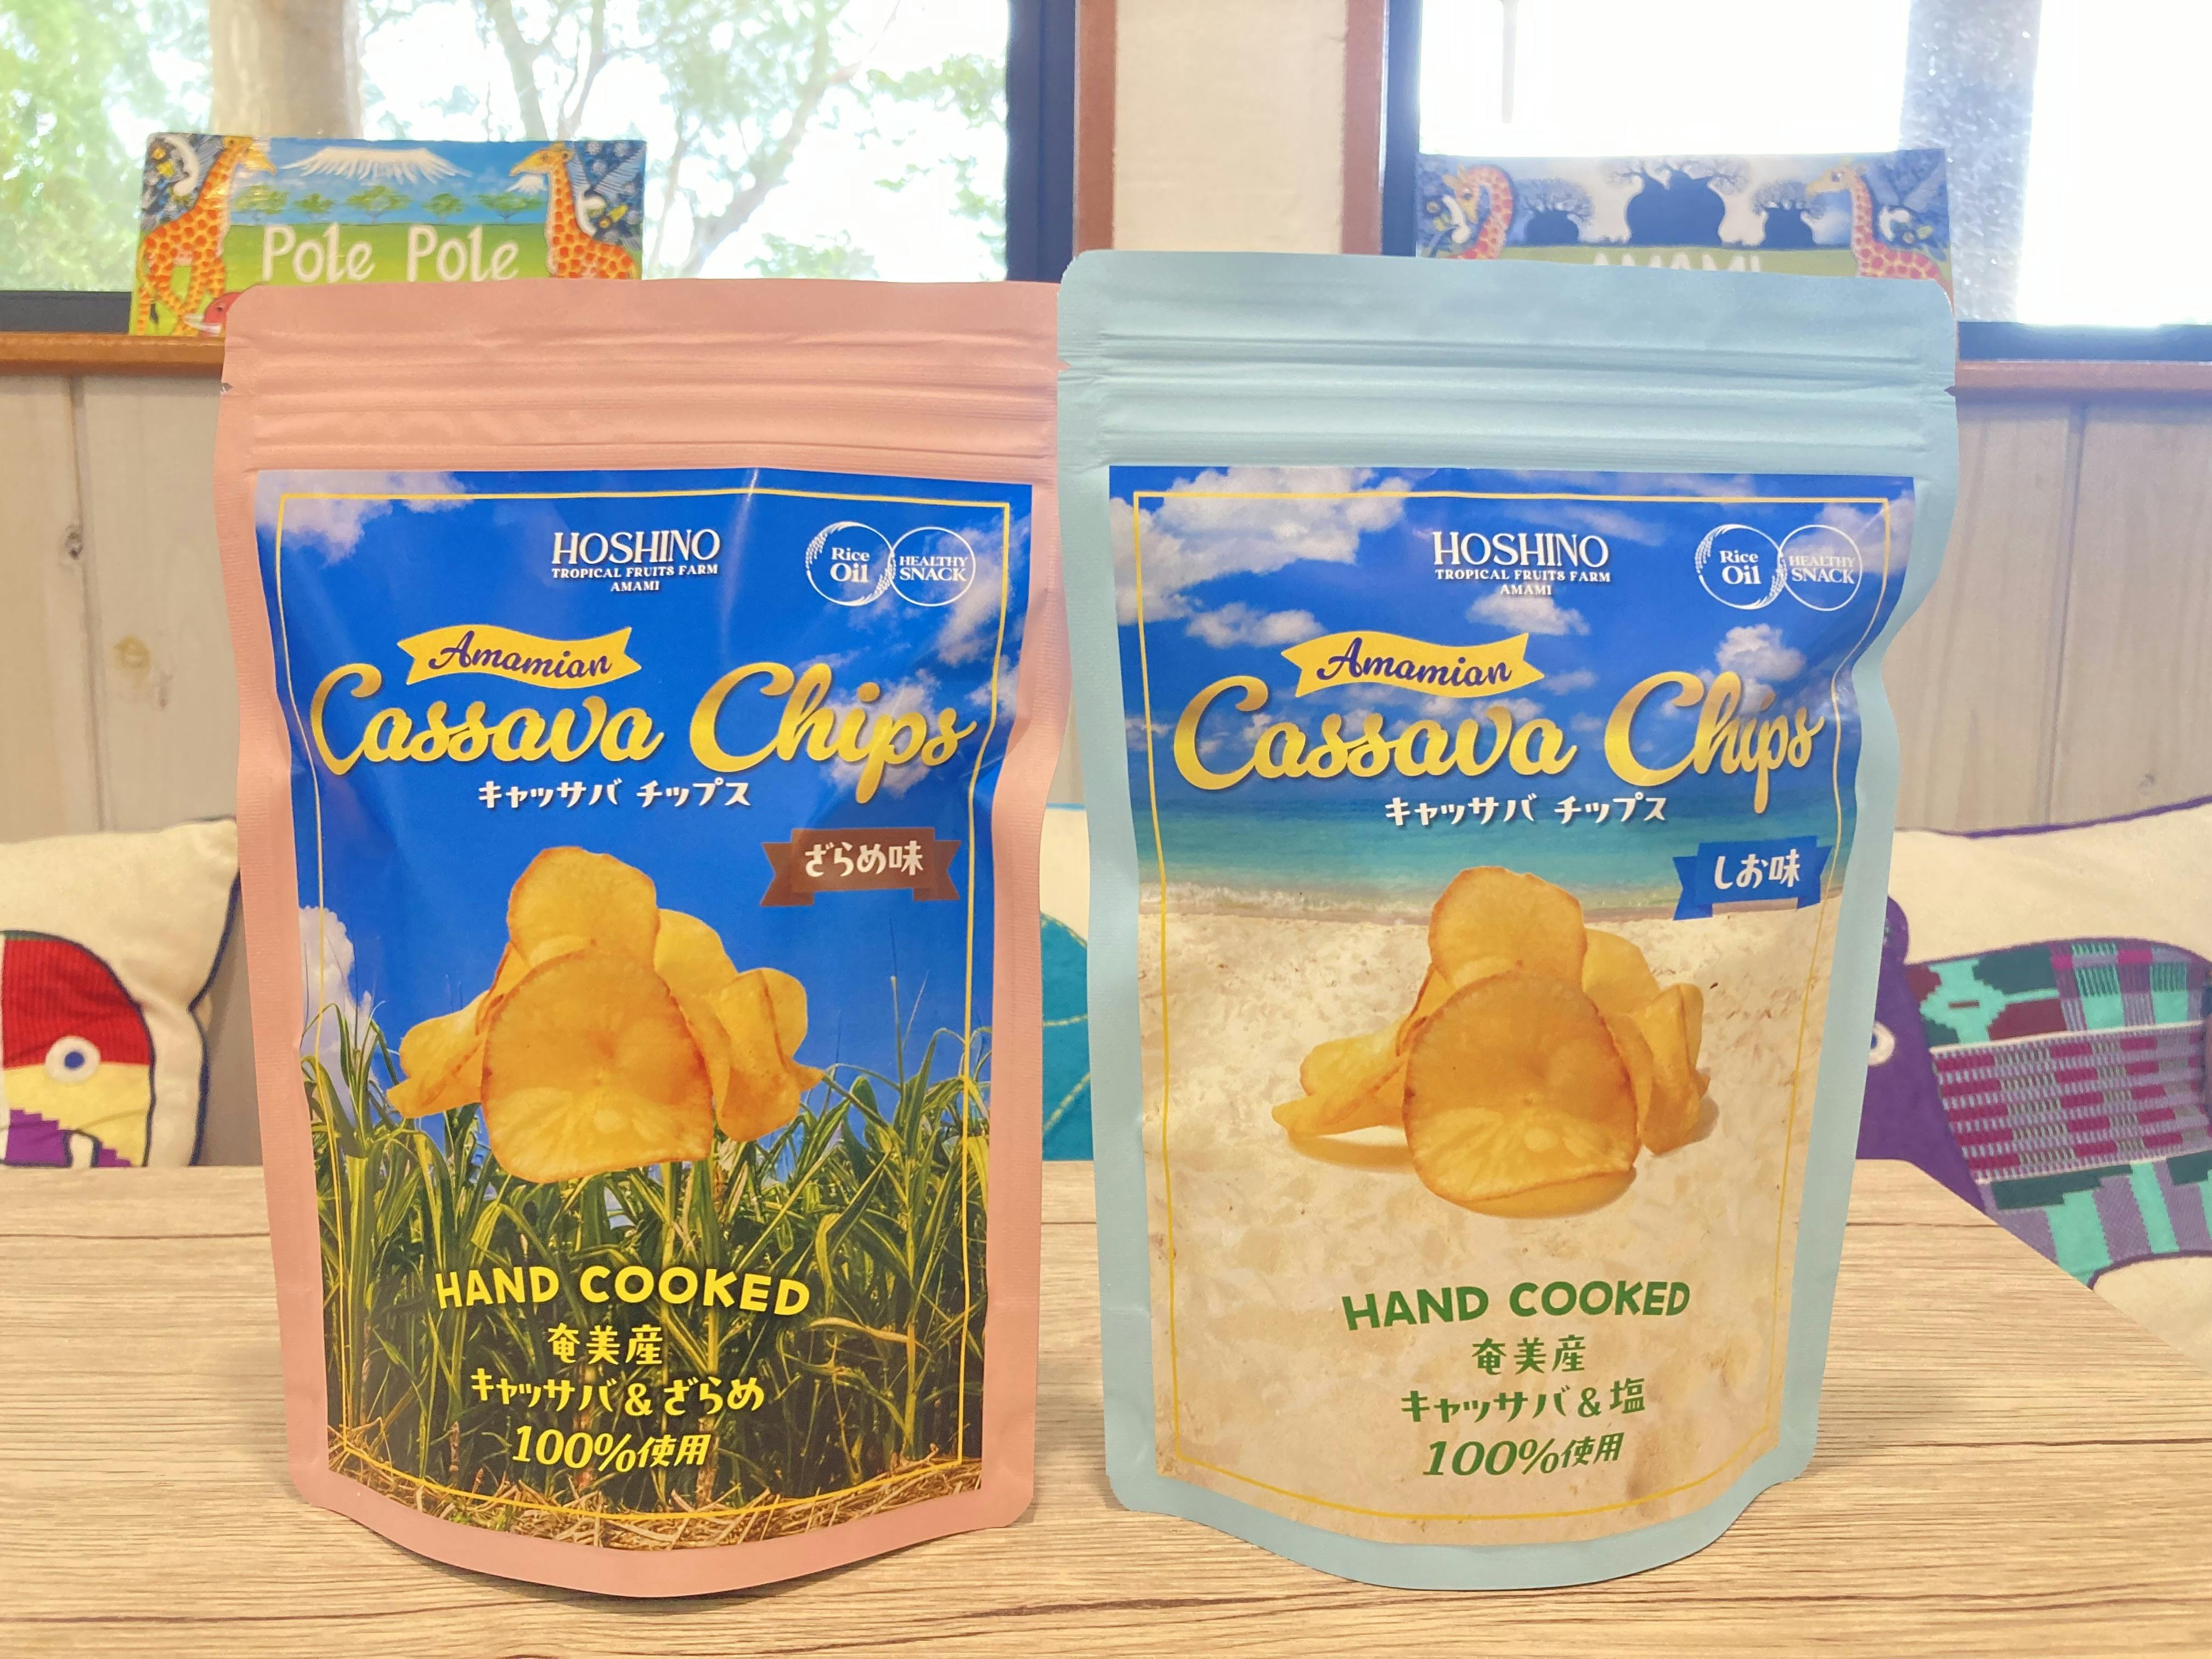 Pole Pole
AMAMI
HOSHINO
TROPICAL FRUITS FARM
AMAMI
Rice
Oil
HEALTHY
SNACK
Amamian
Cassava Chips
キャッサバ チップス
ざらめ味
HAND COOKED
奄美産
キャッサバ&ざらめ
100%使用
HOSHINO
TROPICAL FRUITS FARM
AMAMI
Rice
Oil
HEALTHY
SNACK
Amamian
Cassava Chips
キャッサバ チップス
しお味
HAND COOKED
奄美産
キャッサバ&塩
100%使用